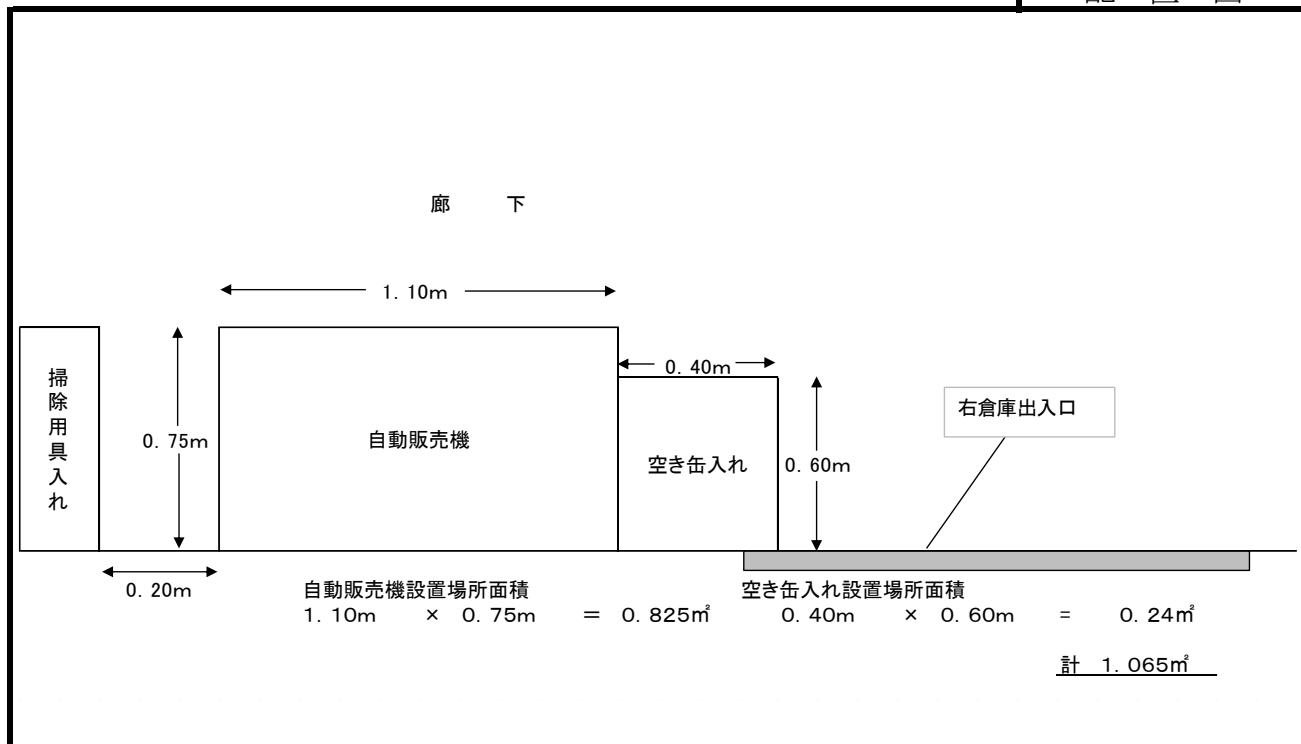 廊　下
1.10m
0.40m
掃除用具入れ
0.75m
自動販売機
空き缶入れ
0.60m
右倉庫出入口
0.20m
自動販売機設置場所面積
1.10m × 0.75m ＝ 0.825㎡
空き缶入れ設置場所面積
0.40m × 0.60m = 0.24㎡
計 1.065㎡